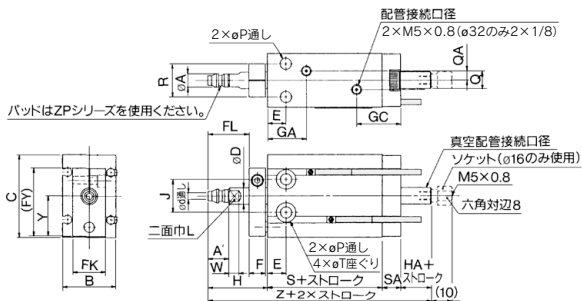 配管接続口径
2×M5×0.8(ø32のみ2×1/8)
2×øP通し
QA
Q
R
øA
パッドはZPシリーズを使用ください。
E
GA
GC
FL
øD
真空配管接続口径
ソケット(ø16のみ使用)
M5×0.8
六角対辺8
C
(FY)
Y
J
ød通し
二面巾L
2×øP通し
4×øT座ぐり
FK
B
A'
W
H
F
E
S+ストローク
SA
HA+
ストローク
Z+2×ストローク
(10)